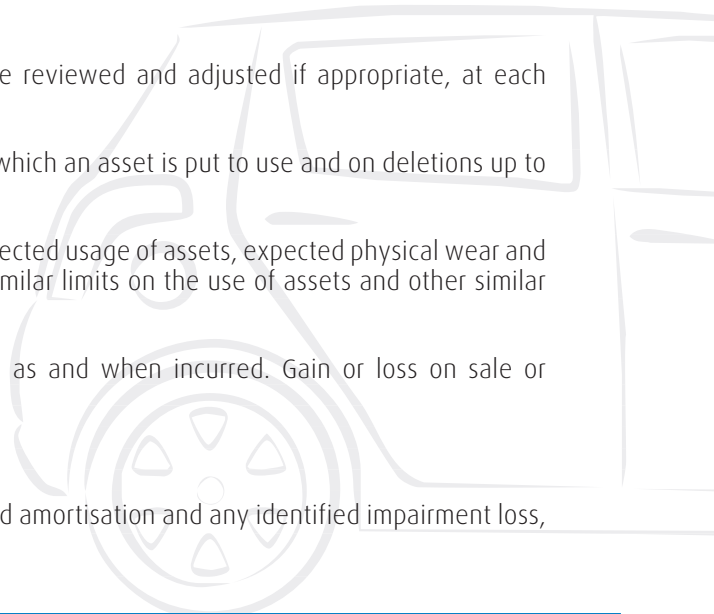 e reviewed and adjusted if appropriate, at each
which an asset is put to use and on deletions up to
ected usage of assets, expected physical wear and
milar limits on the use of assets and other similar
as and when incurred. Gain or loss on sale or
d amortisation and any identified impairment loss,